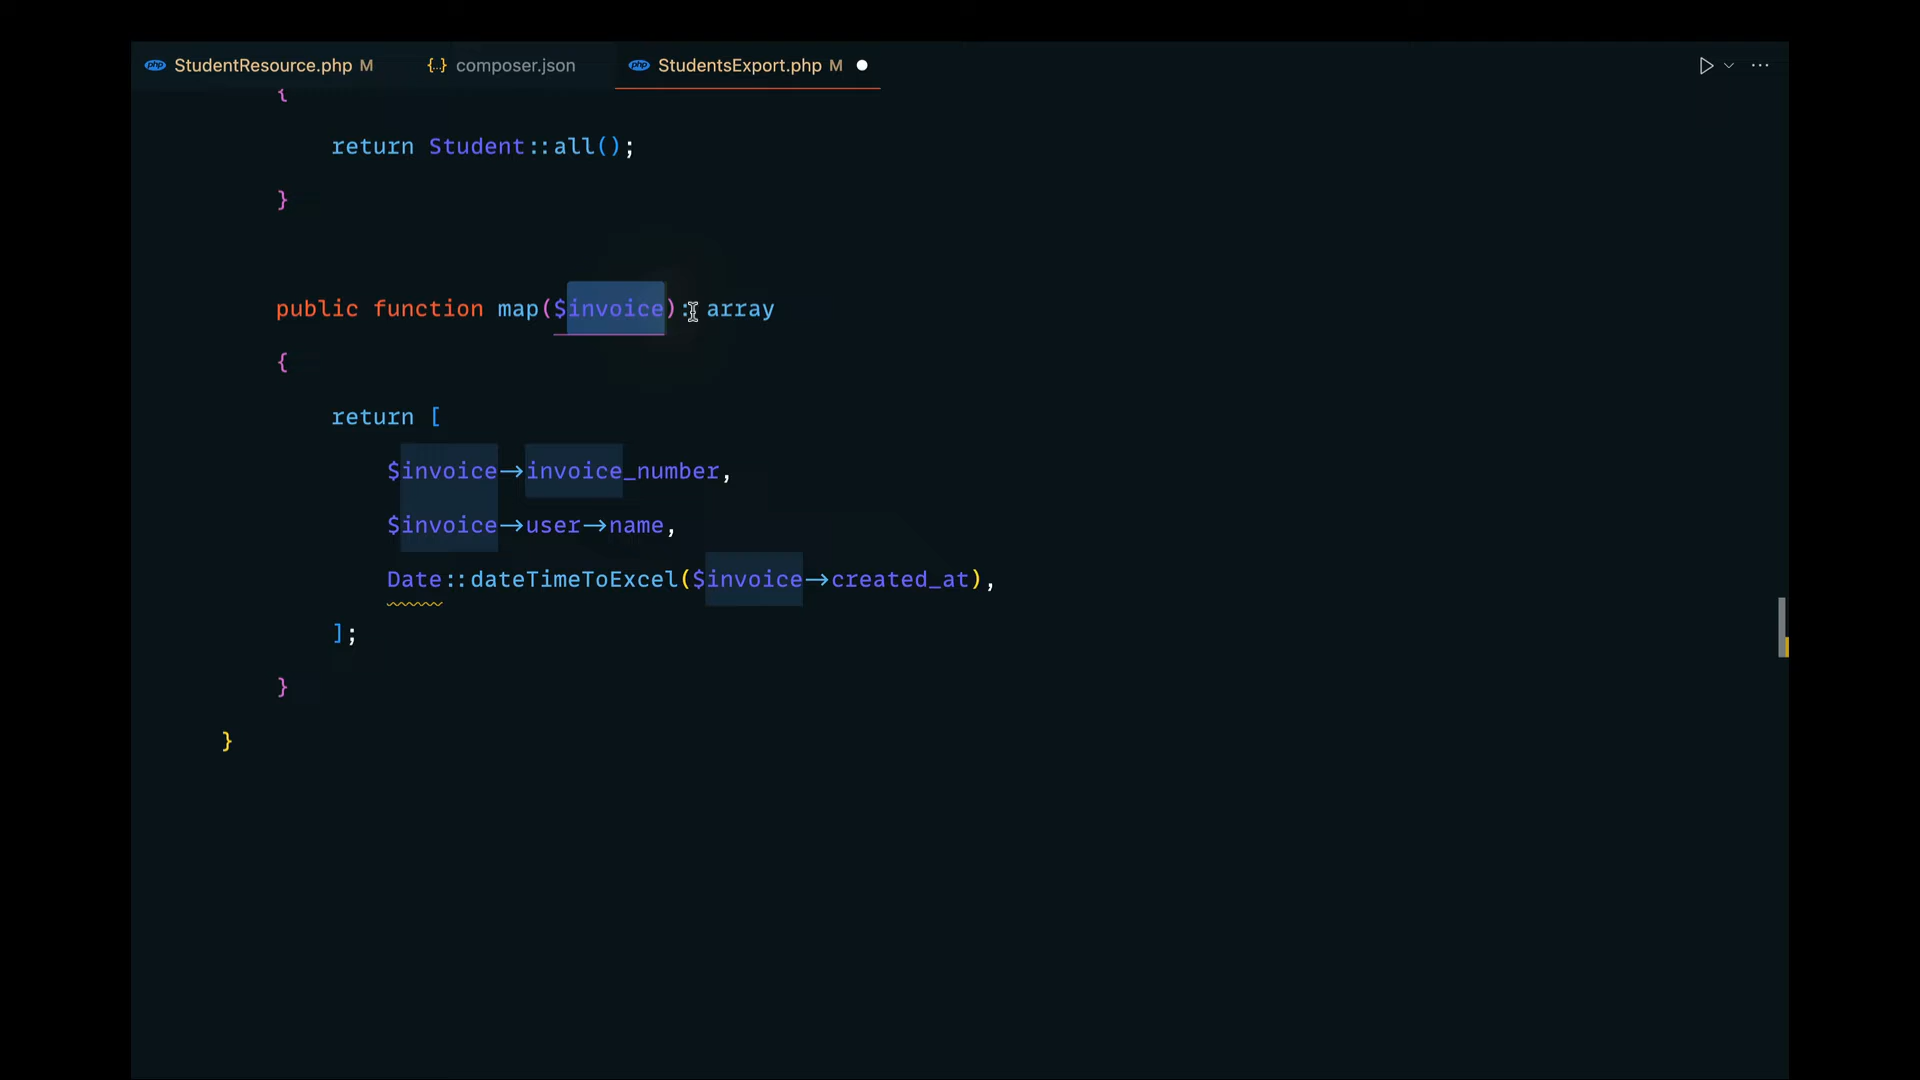 StudentResource.php M {..} composer.json StudentsExport.php M
{
return Student::all();
}
public function map($invoice): array
{
return [
$invoice->invoice_number,
$invoice->user->name,
Date::dateTimeToExcel($invoice->created_at),
];
}
}